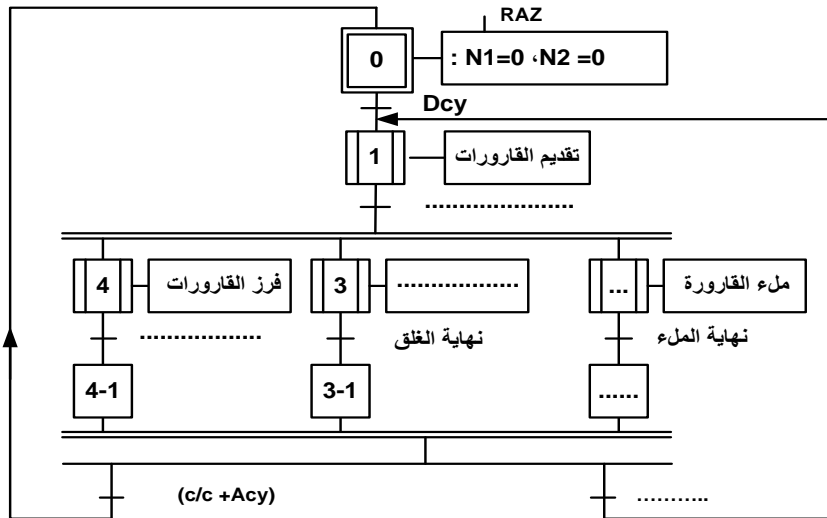 RAZ
0
: N1=0 ، N2 =0
Dcy
1
تقديم القارورات
......................
4
فرز القارورات
3
..................
...
ملء القارورة
..................
نهاية الغلق
نهاية الملء
4-1
3-1
......
(c/c +Acy)
...........